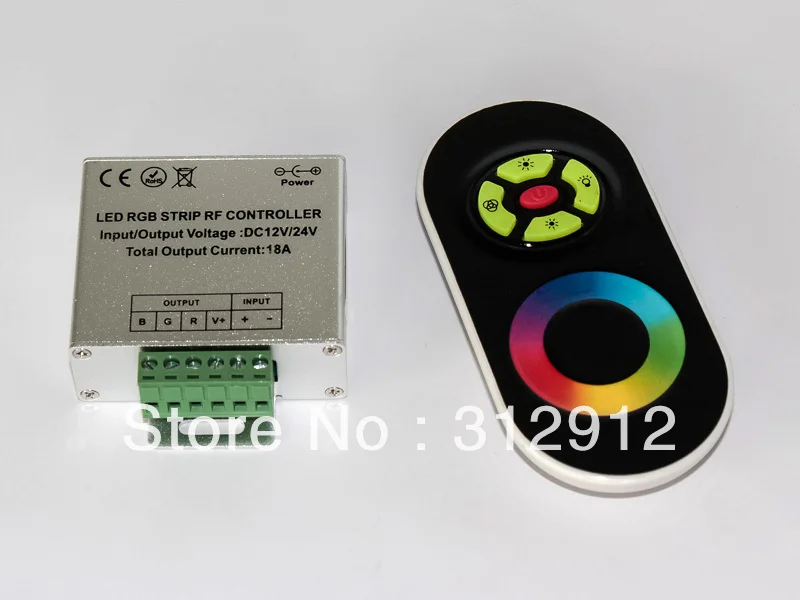 CE RoHS
Power
LED RGB STRIP RF CONTROLLER
Input/Output Voltage :DC12V/24V
Total Output Current:18A
OUTPUT INPUT
B G R V+ + -
Store No : 312912